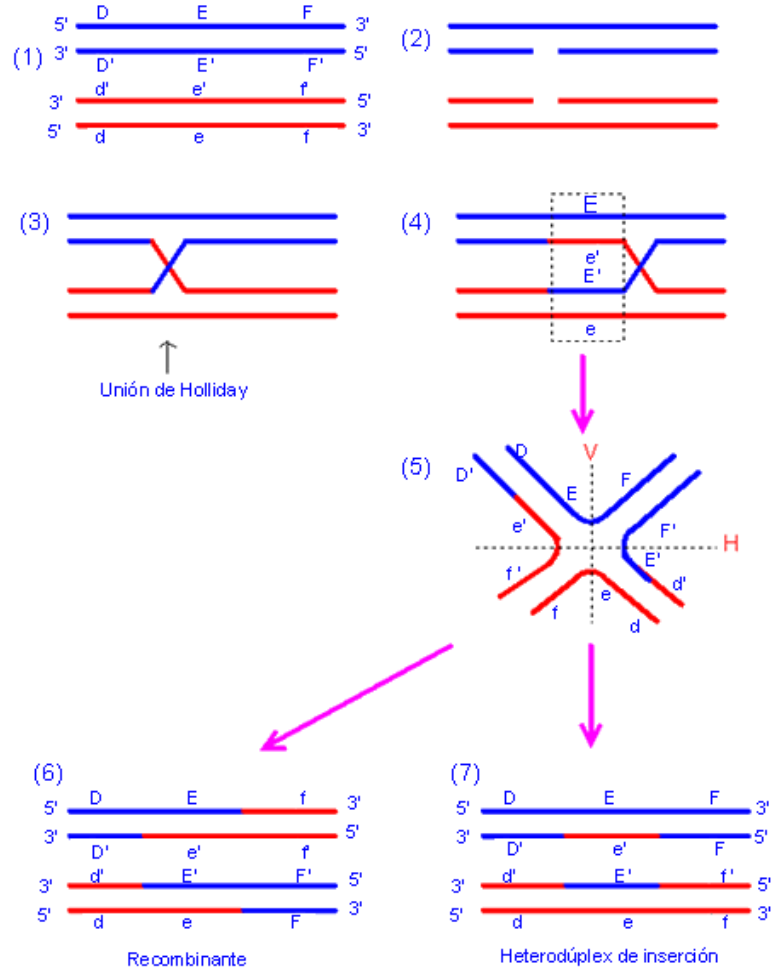 D E F
5' 3'
(1)
3' 5'
D' E' F'
d' e' f'
3' 5'
5' 3'
d e f
(2)
(3)
Unión de Holliday
(4)
E
e'
E'
e
(5)
V
D' D
E F
e' F'
H
f' E' d'
f e d
(6)
D E f
5' 3'
3' 5'
D' e' f'
d' E' F'
3' 5'
5' 3'
d e F
Recombinante
(7)
D E F
5' 3'
3' 5'
D' e' F
d' E' f'
3' 5'
5' 3'
d e f
Heterodúplex de inserción